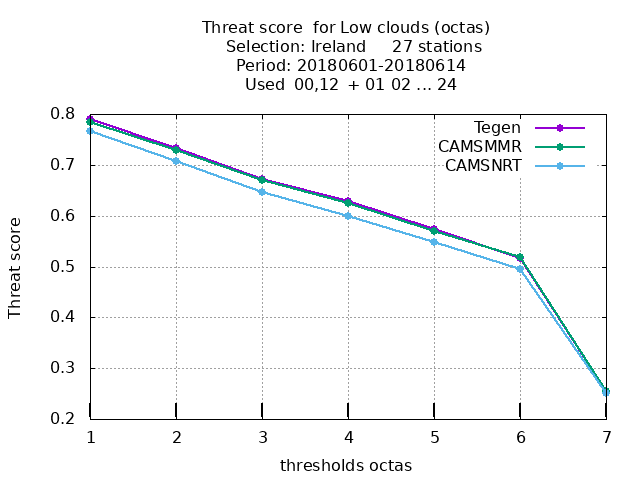 Threat score  for Low clouds (octas)
Selection: Ireland     27 stations
Period: 20180601-20180614
Used  00,12  + 01 02 ... 24
Tegen
CAMSMMR
CAMSNRT
0.8
0.7
0.6
0.5
0.4
0.3
0.2
Threat score
1 2 3 4 5 6 7
thresholds octas